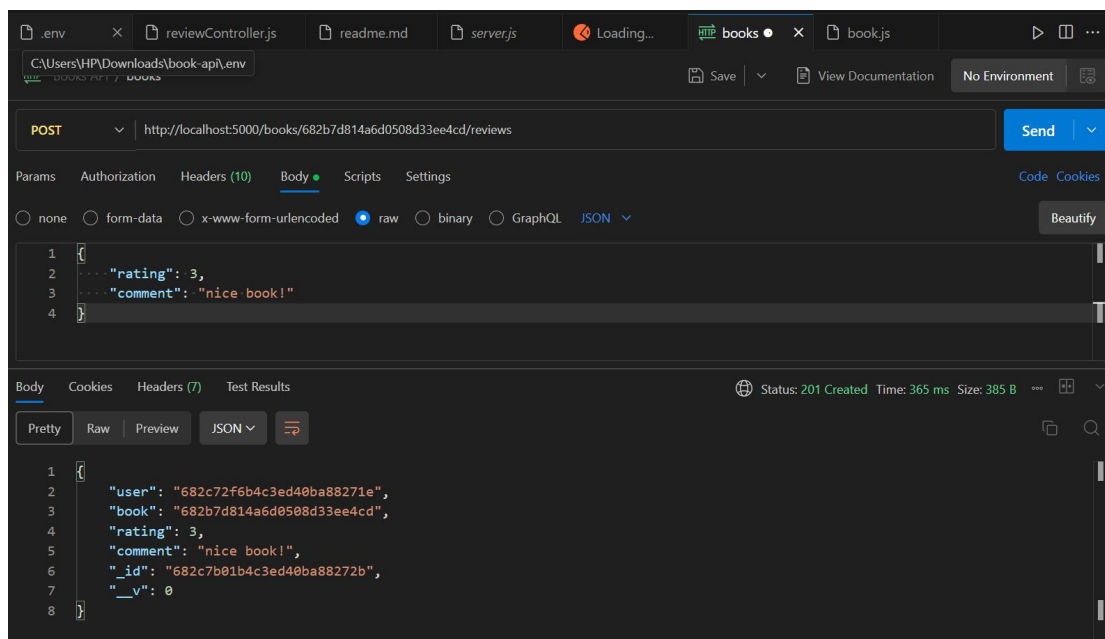 .env
reviewController.js
readme.md
server.js
Loading...
HTTP books
book.js
C:\Users\HP\Downloads\book-api\.env
HTTP BOOKS API / books
Save
View Documentation
No Environment
POST
http://localhost:5000/books/682b7d814a6d0508d33ee4cd/reviews
Send
Params Authorization Headers (10) Body Scripts Settings
Code Cookies
none form-data x-www-form-urlencoded raw binary GraphQL JSON
Beautify
1 {
2 "rating": 3,
3 "comment": "nice book!"
4 }
Body Cookies Headers (7) Test Results
Status: 201 Created Time: 365 ms Size: 385 B
Pretty Raw Preview JSON
1 {
2 "user": "682c72f6b4c3ed40ba88271e",
3 "book": "682b7d814a6d0508d33ee4cd",
4 "rating": 3,
5 "comment": "nice book!",
6 "_id": "682c7b01b4c3ed40ba88272b",
7 "__v": 0
8 }